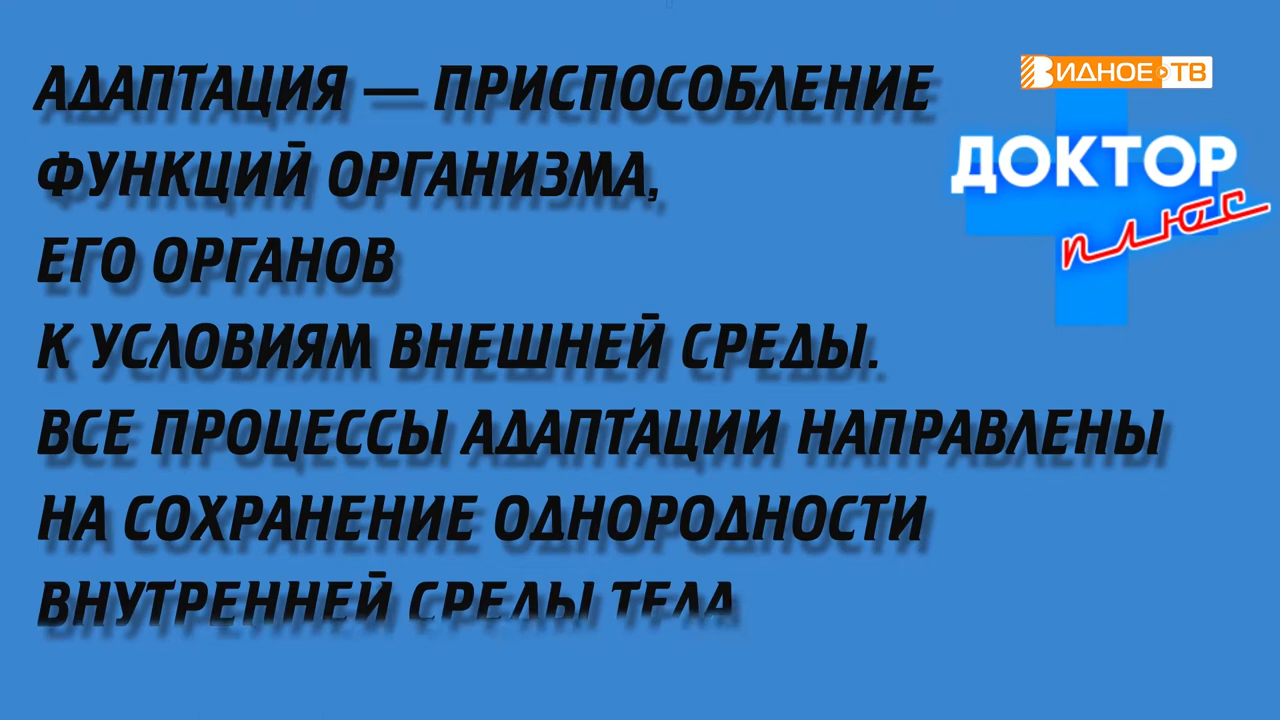 АДАПТАЦИЯ — ПРИСПОСОБЛЕНИЕ
ФУНКЦИЙ ОРГАНИЗМА,
ЕГО ОРГАНОВ
К УСЛОВИЯМ ВНЕШНЕЙ СРЕДЫ.
ВСЕ ПРОЦЕССЫ АДАПТАЦИИ НАПРАВЛЕНЫ
НА СОХРАНЕНИЕ ОДНОРОДНОСТИ
ВНУТРЕННЕЙ СРЕДЫ ТЕЛА
ВИДНОЕ ТВ
ДОКТОР
плюс